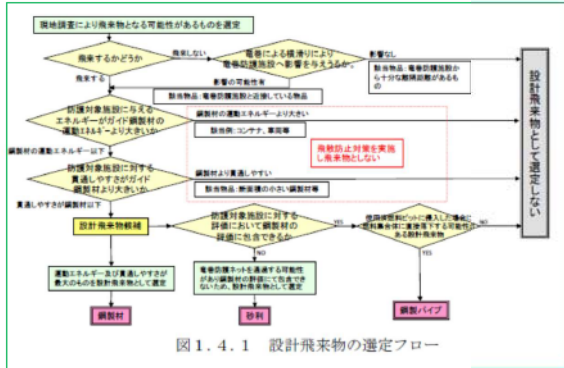 現地調査により飛来物となる可能性があるものを選定
飛来するかどうか
飛来しない
竜巻による横滑りにより
竜巻防護施設へ影響を与えうるか。
影響なし
該当物品:竜巻防護施設から
十分な離隔距離があるもの
飛来する
影響の可能性有
該当物品:竜巻防護施設と近接している物品
防護対象施設に与える
エネルギーがガイド鋼製材の
運動エネルギーより大きいか
鋼製材の運動エネルギーより大きい
該当例:コンテナ、車両等
飛散防止対策を実施
し飛来物としない
鋼製材の運動エネルギー以下
防護対象施設に対する
貫通しやすさがガイド
鋼製材より大きいか
鋼製材より貫通しやすい
該当物品:断面積の小さい鋼製材等
貫通しやすさが鋼製材以下
設計飛来物として選定しない
設計飛来物候補
防護対象施設に対する
評価において鋼製材の
評価に包含できるか
YES
使用済燃料ピットに侵入した場合に
燃料集合体に直接落下する可能性が
ある設計飛来物
NO
NO
YES
運動エネルギー及び貫通しやすさが
最大のものを設計飛来物として選定
竜巻防護ネットを通過する可能性
があり鋼製材の評価にて包含でき
ないため、設計飛来物として選定
鋼製材
砂利
鋼製パイプ
図1.4.1 設計飛来物の選定フロー